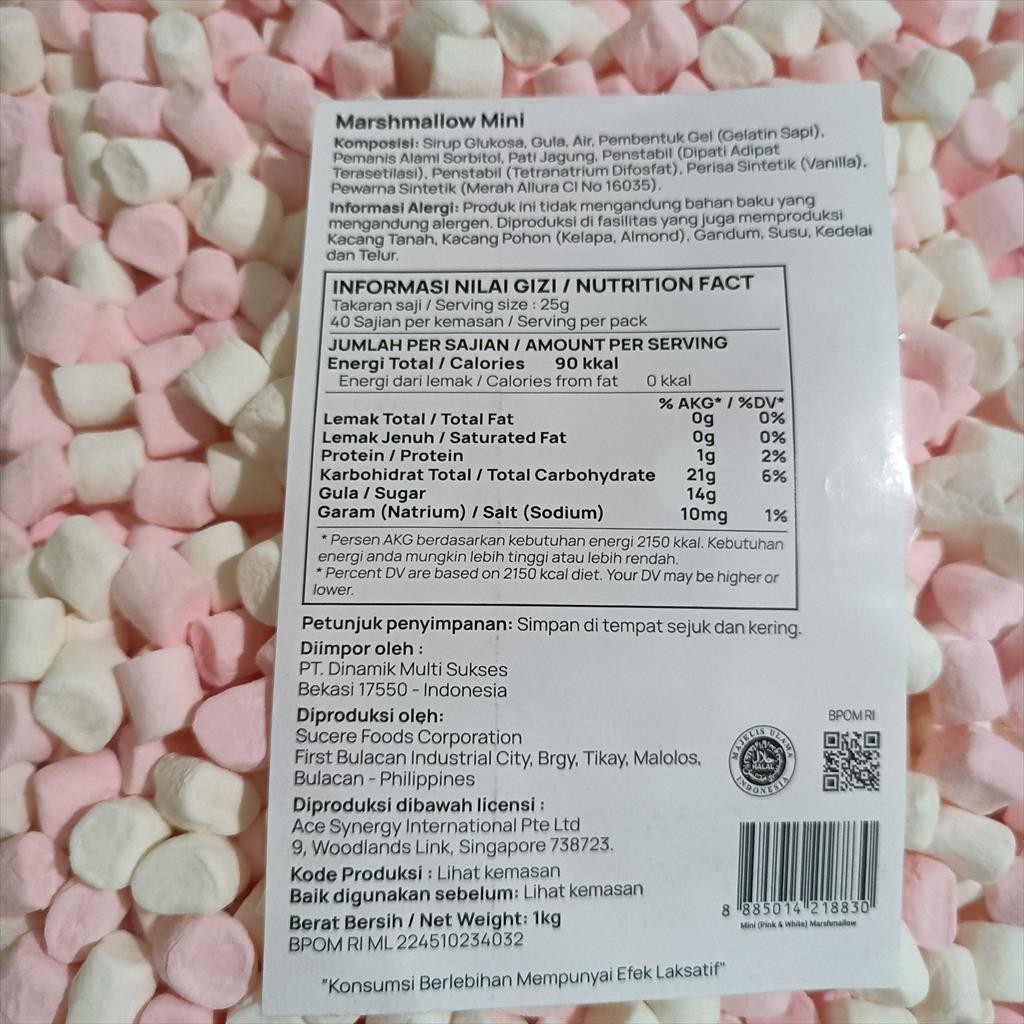 Marshmallow Mini
Komposisi: Sirup Glukosa, Gula, Air, Pembentuk Gel (Gelatin Sapi),
Pemanis Alami Sorbitol, Pati Jagung, Penstabil (Dipati Adipat
Terasetilasi), Penstabil (Tetranatrium Difosfat), Perisa Sintetik (Vanilla),
Pewarna Sintetik (Merah Allura CI No 16035).
Informasi Alergi: Produk ini tidak mengandung bahan baku yang
mengandung alergen. Diproduksi di fasilitas yang juga memproduksi
Kacang Tanah, Kacang Pohon (Kelapa, Almond), Gandum, Susu, Kedelai
dan Telur.
INFORMASI NILAI GIZI / NUTRITION FACT
Takaran saji / Serving size : 25g
40 Sajian per kemasan / Serving per pack
JUMLAH PER SAJIAN / AMOUNT PER SERVING
Energi Total / Calories 90 kkal
Energi dari lemak / Calories from fat 0 kkal
% AKG* / %DV*
Lemak Total / Total Fat 0g 0%
Lemak Jenuh / Saturated Fat 0g 0%
Protein / Protein 1g 2%
Karbohidrat Total / Total Carbohydrate 21g 6%
Gula / Sugar 14g
Garam (Natrium) / Salt (Sodium) 10mg 1%
* Persen AKG berdasarkan kebutuhan energi 2150 kkal. Kebutuhan
energi anda mungkin lebih tinggi atau lebih rendah.
* Percent DV are based on 2150 kcal diet. Your DV may be higher or
lower.
Petunjuk penyimpanan: Simpan di tempat sejuk dan kering.
Diimpor oleh :
PT. Dinamik Multi Sukses
Bekasi 17550 - Indonesia
Diproduksi oleh:
Sucere Foods Corporation
First Bulacan Industrial City, Brgy, Tikay, Malolos,
Bulacan - Philippines
MAJELIS ULAMA
HALAL
INDONESIA
BPOM RI
Diproduksi dibawah licensi :
Ace Synergy International Pte Ltd
9, Woodlands Link, Singapore 738723.
Kode Produksi : Lihat kemasan
Baik digunakan sebelum: Lihat kemasan
Berat Bersih / Net Weight: 1kg
BPOM RI ML 224510234032
8 885014 218830
Mini (Pink & White) Marshmallow
"Konsumsi Berlebihan Mempunyai Efek Laksatif"